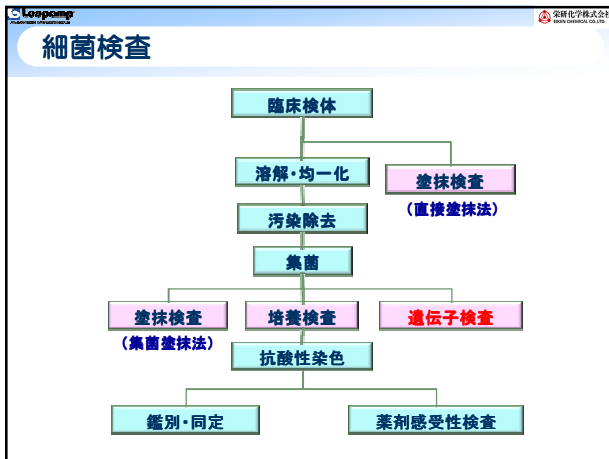 Loopamp
栄研化学株式会社
EIKEN CHEMICAL CO.,LTD.
細菌検査
臨床検体
溶解・均一化
塗抹検査
(直接塗抹法)
汚染除去
集菌
塗抹検査
培養検査
遺伝子検査
(集菌塗抹法)
抗酸性染色
鑑別・同定
薬剤感受性検査